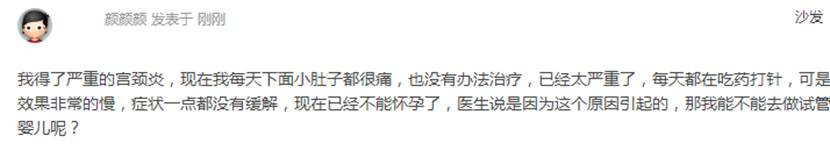 颜颜颜 发表于 刚刚 沙发
我得了严重的宫颈炎，现在我每天下面小肚子都很痛，也没有办法治疗，已经太严重了，每天都在吃药打针，可是
效果非常的慢，症状一点都没有缓解，现在已经不能怀孕了，医生说是因为这个原因引起的，那我能不能去做试管
婴儿呢？